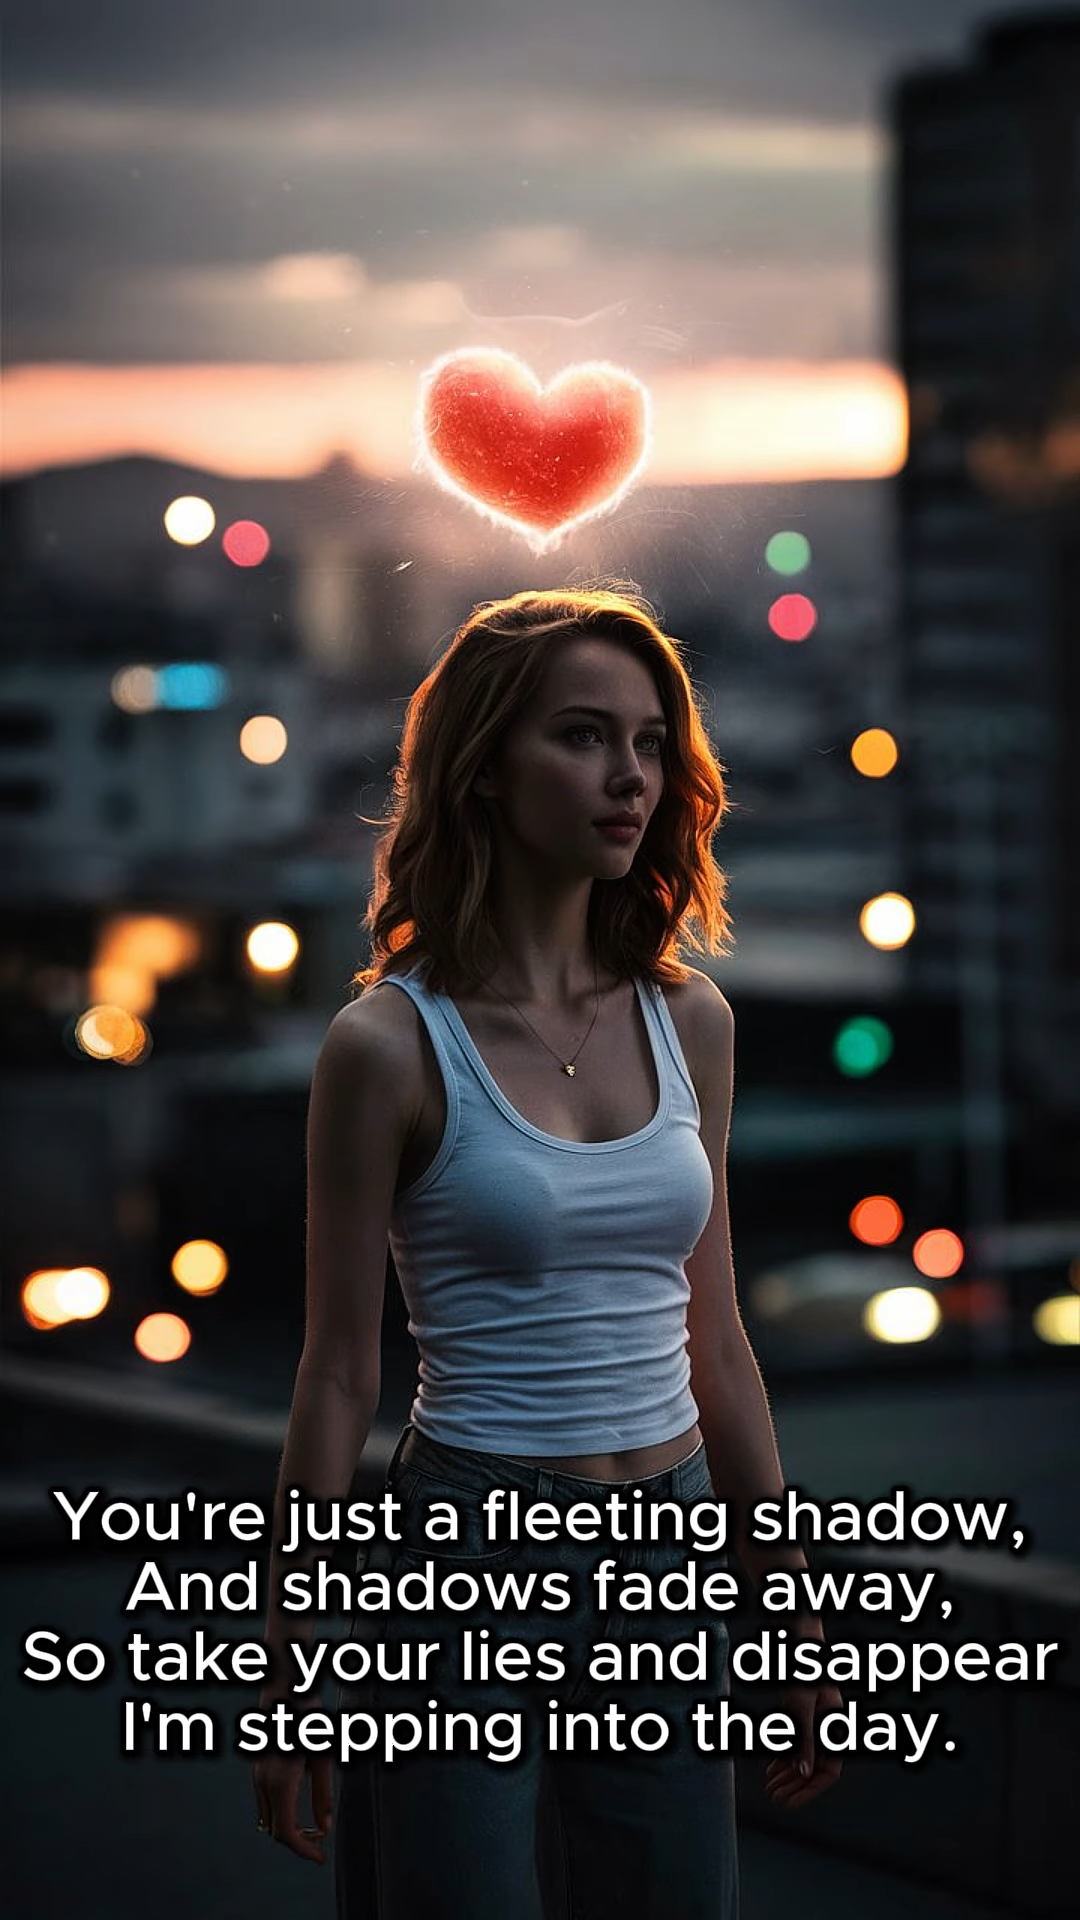 You're just a fleeting shadow,
And shadows fade away,
So take your lies and disappear
I'm stepping into the day.